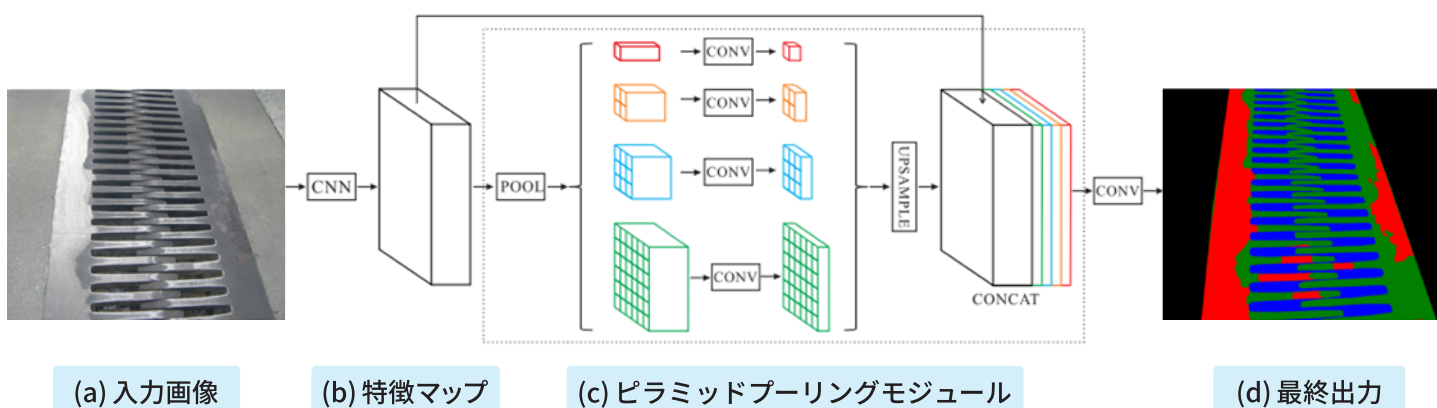 CNN
POOL
CONV
CONV
CONV
CONV
UPSAMPLE
CONCAT
CONV
(a) 入力画像
(b) 特徴マップ
(c) ピラミッドプーリングモジュール
(d) 最終出力